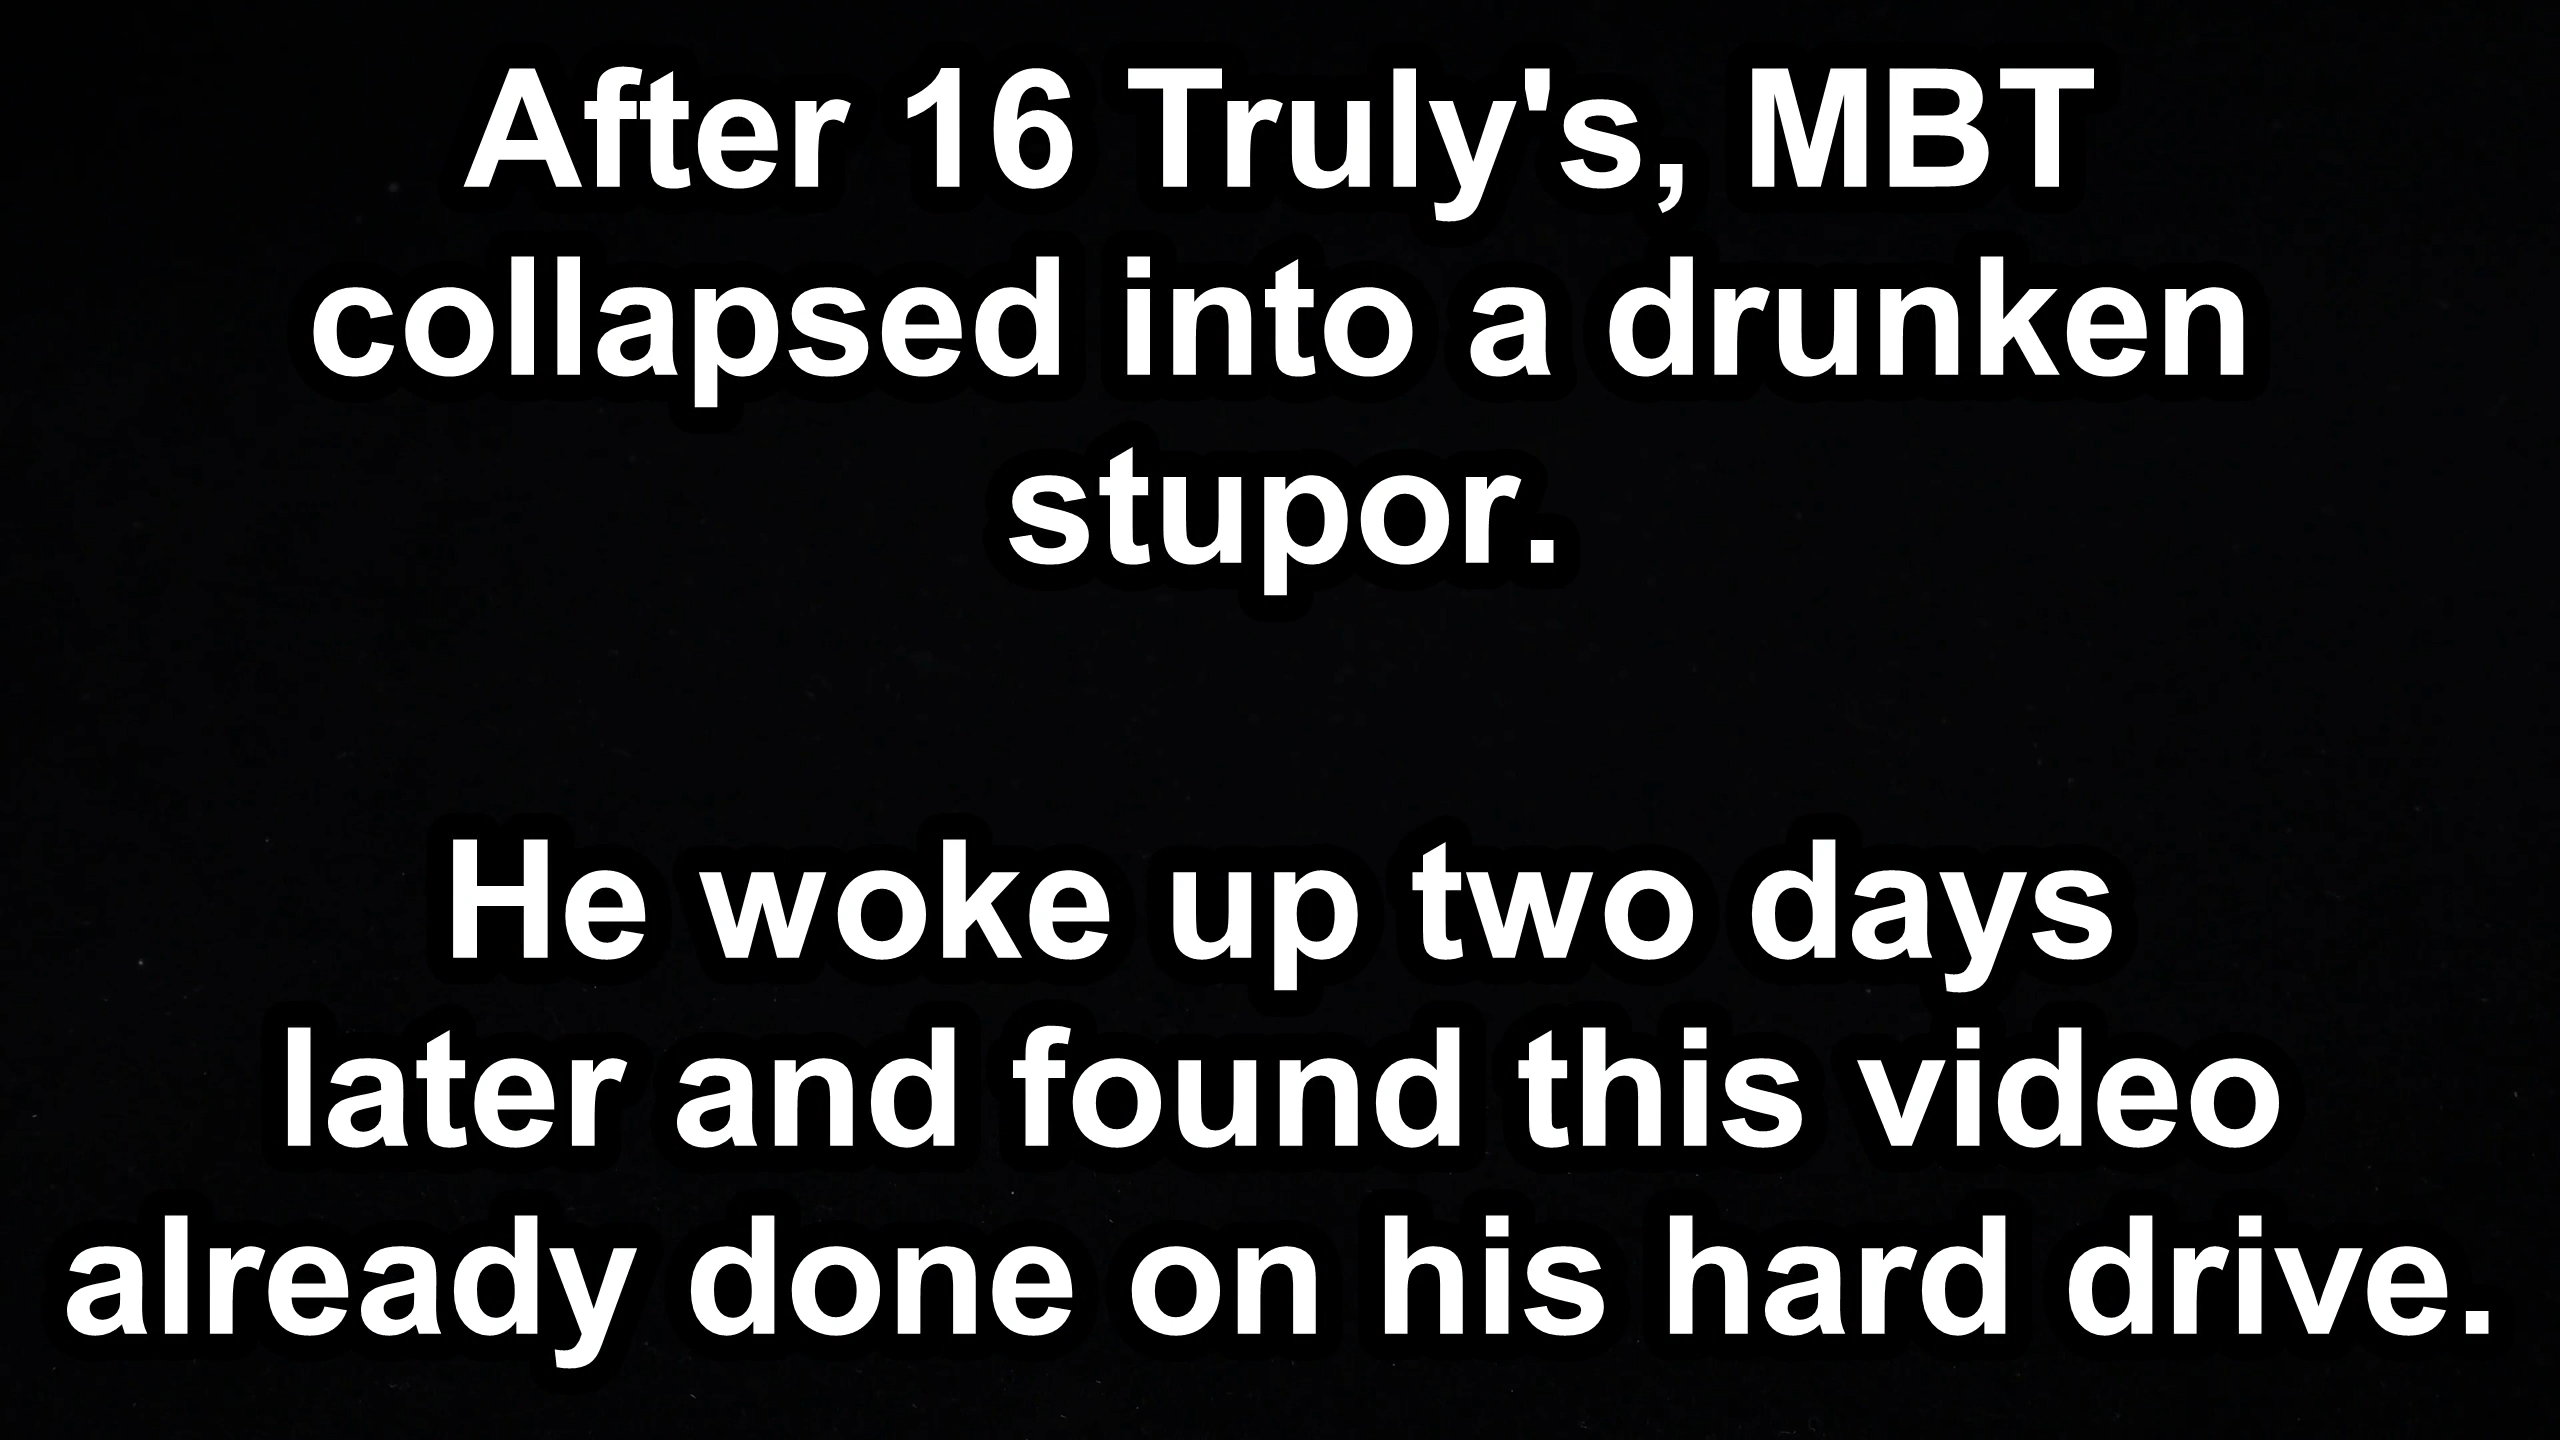 After 16 Truly's, MBT
collapsed into a drunken
stupor.
He woke up two days
later and found this video
already done on his hard drive.